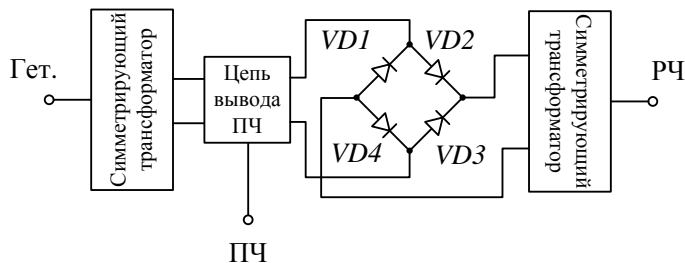 Гет.
Симметрирующий
трансформатор
Цепь
вывода
ПЧ
ПЧ
VD1
VD2
VD4
VD3
Симметрирующий
трансформатор
РЧ